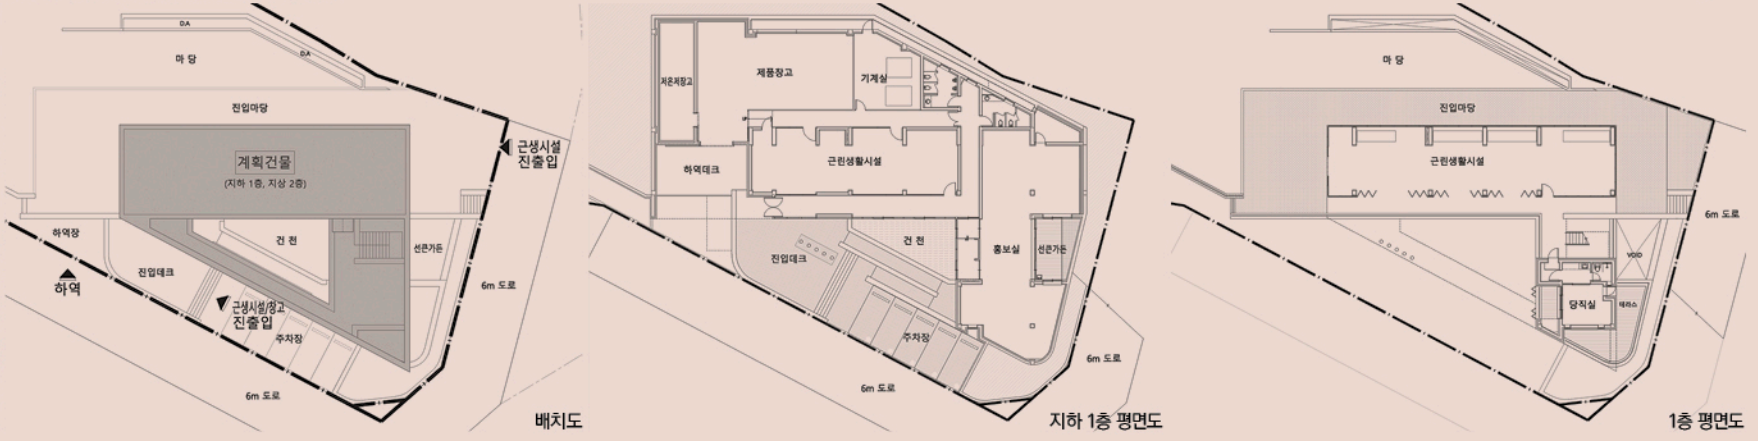 DA
DA
마 당
진입마당
계획건물
(지하 1층, 지상 2층)
근생시설
진출입
하역장
건 천
선큰가든
진입데크
하역
근생시설/창고
진출입
주차장
6m 도로
6m 도로
배치도
저온저장고
제품창고
기계실
하역데크
근린생활시설
진입데크
건 천
홍보실
선큰가든
주차장
6m 도로
6m 도로
지하 1층 평면도
마 당
진입마당
근린생활시설
6m 도로
VOID
당직실
테라스
1층 평면도